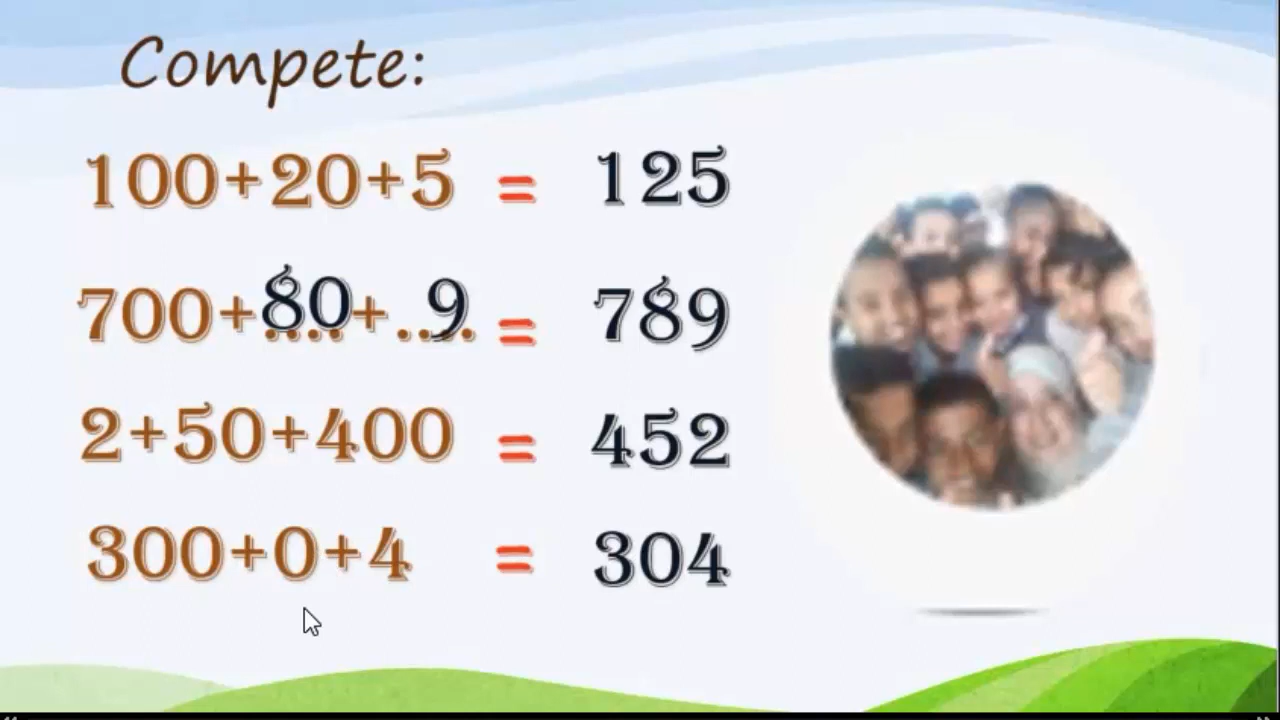 Compete:
100+20+5 = 125
700+80+9 = 789
2+50+400 = 452
300+0+4 = 304